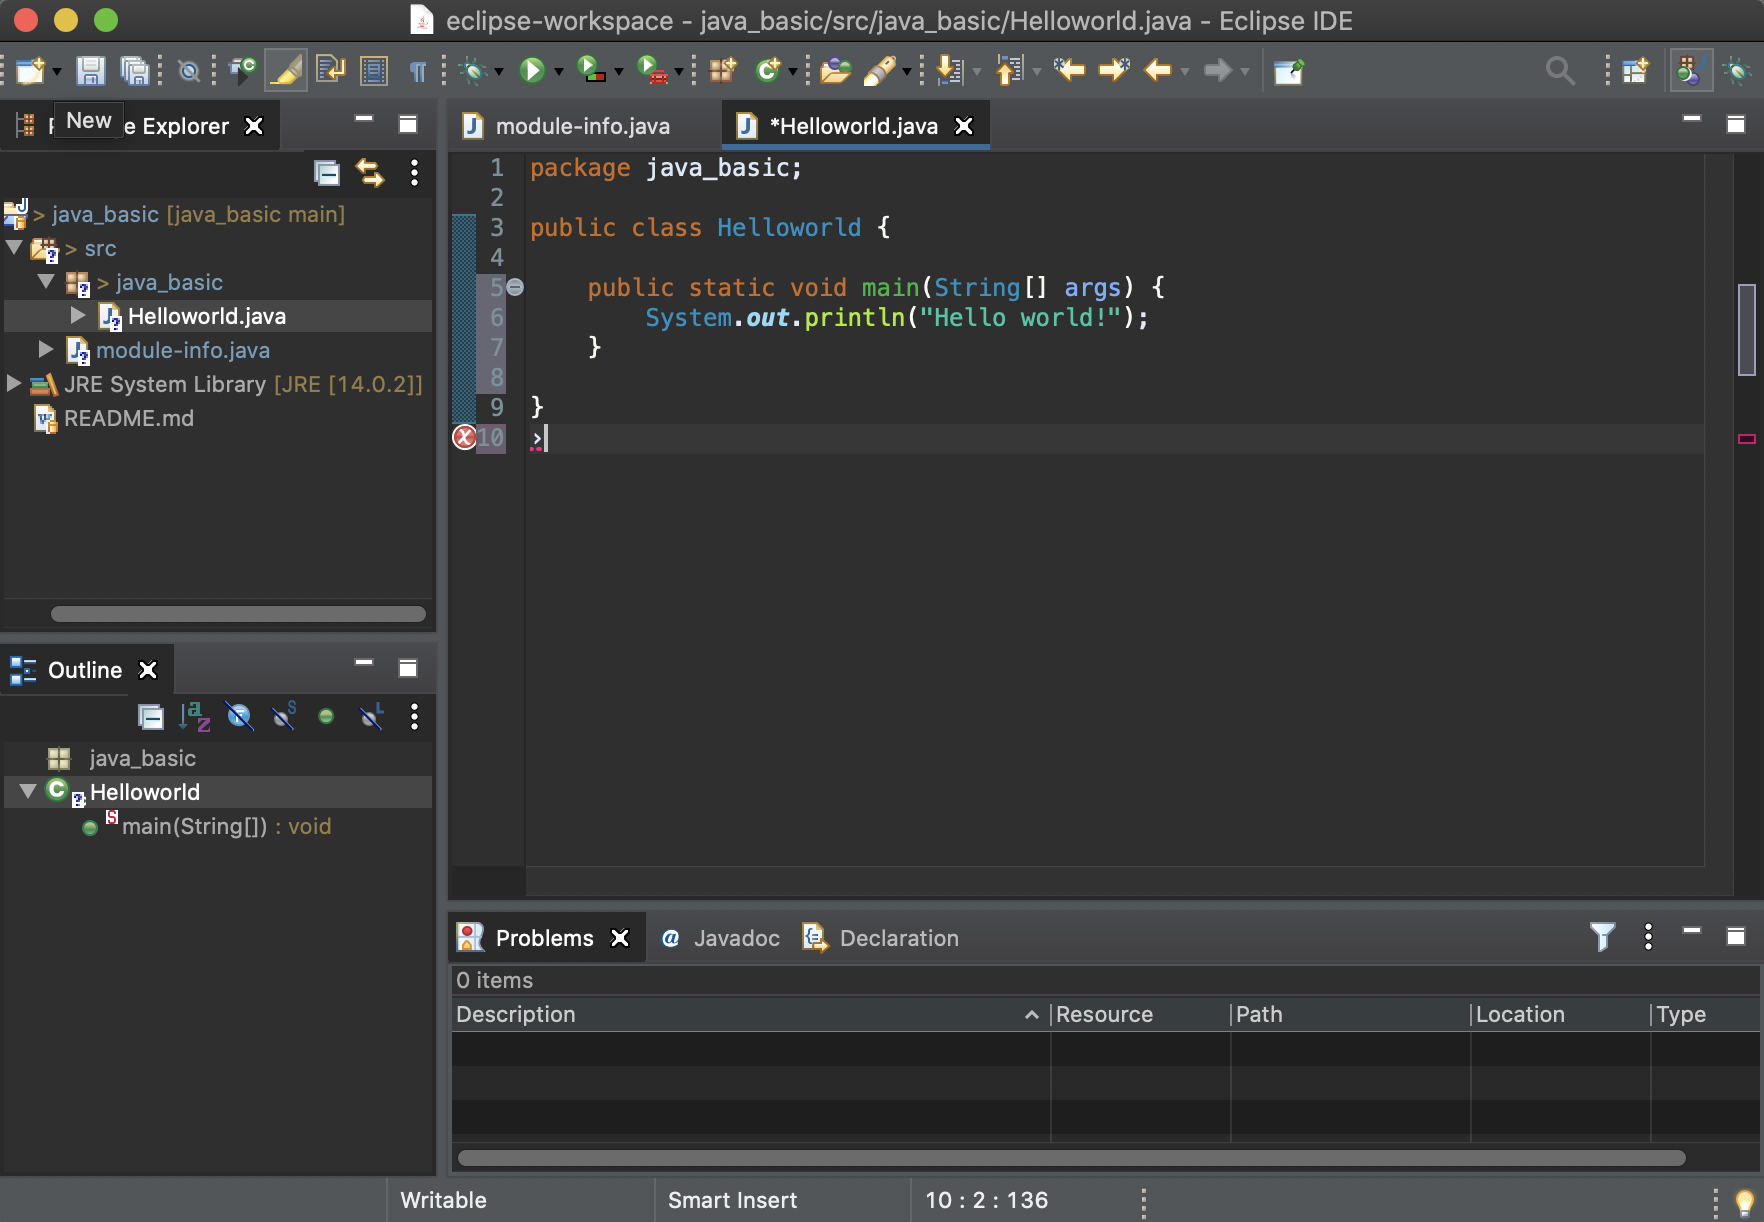 eclipse-workspace - java_basic/src/java_basic/Helloworld.java - Eclipse IDE
New
e Explorer
> java_basic [java_basic main]
> src
> java_basic
Helloworld.java
module-info.java
JRE System Library [JRE [14.0.2]]
README.md
Outline
java_basic
Helloworld
main(String[]) : void
module-info.java
*Helloworld.java
1 package java_basic;
2
3 public class Helloworld {
4
5 public static void main(String[] args) {
6 System.out.println("Hello world!");
7 }
8
9 }
10 ›
Problems
Javadoc
Declaration
0 items
Description
Resource
Path
Location
Type
Writable
Smart Insert
10 : 2 : 136